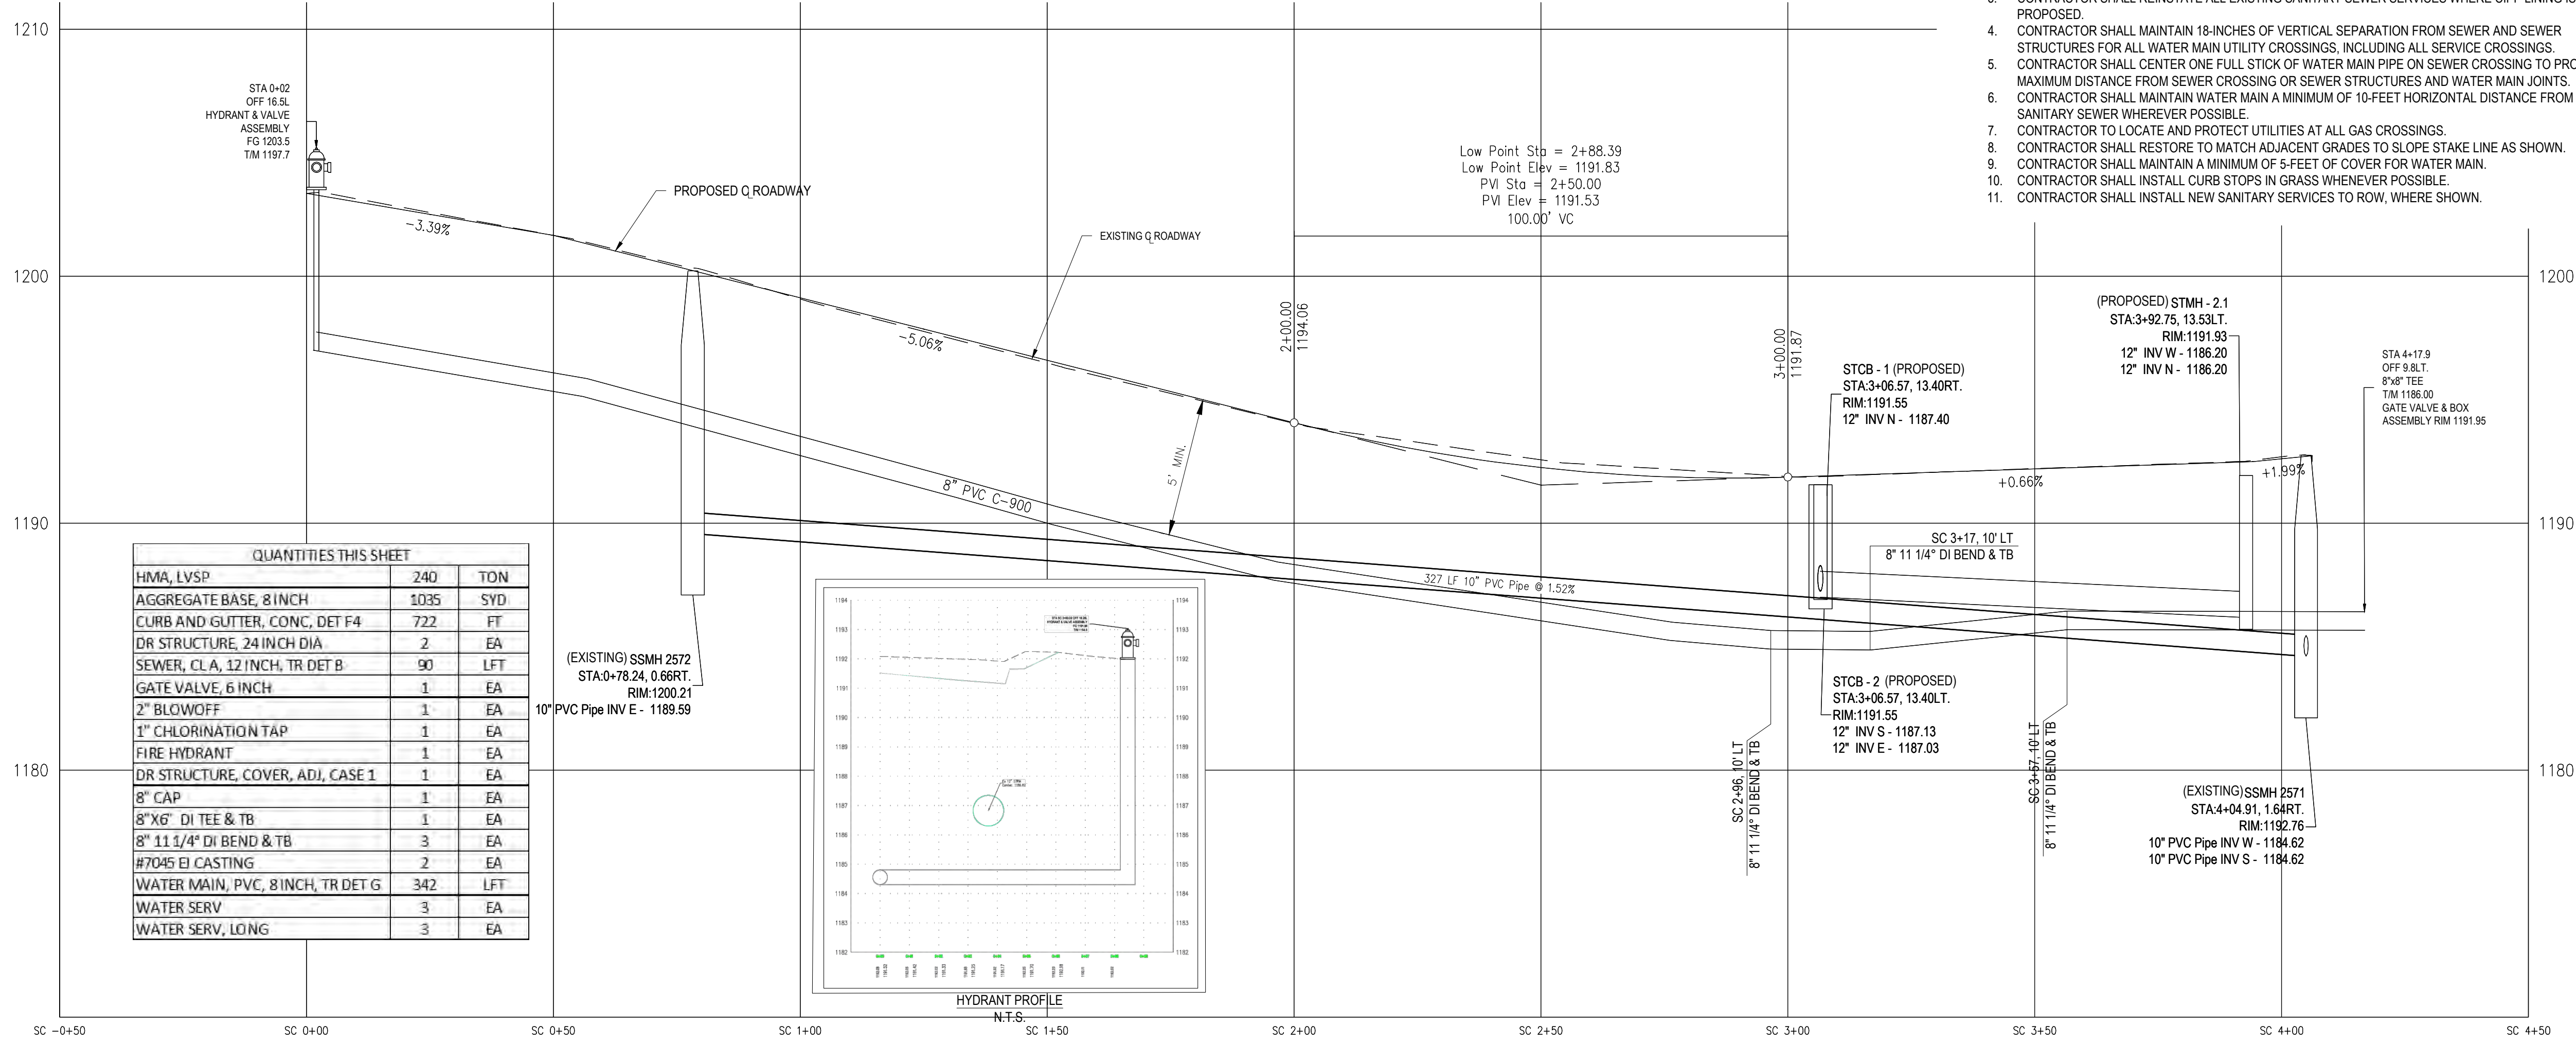 PROPOSED.
4. CONTRACTOR SHALL MAINTAIN 18-INCHES OF VERTICAL SEPARATION FROM SEWER AND SEWER
STRUCTURES FOR ALL WATER MAIN UTILITY CROSSINGS, INCLUDING ALL SERVICE CROSSINGS.
5. CONTRACTOR SHALL CENTER ONE FULL STICK OF WATER MAIN PIPE ON SEWER CROSSING TO
MAXIMUM DISTANCE FROM SEWER CROSSING OR SEWER STRUCTURES AND WATER MAIN JOINTS.
6. CONTRACTOR SHALL MAINTAIN WATER MAIN A MINIMUM OF 10-FEET HORIZONTAL DISTANCE FROM
SANITARY SEWER WHEREVER POSSIBLE.
7. CONTRACTOR TO LOCATE AND PROTECT UTILITIES AT ALL GAS CROSSINGS.
8. CONTRACTOR SHALL RESTORE TO MATCH ADJACENT GRADES TO SLOPE STAKE LINE AS SHOWN.
9. CONTRACTOR SHALL MAINTAIN A MINIMUM OF 5-FEET OF COVER FOR WATER MAIN.
10. CONTRACTOR SHALL INSTALL CURB STOPS IN GRASS WHENEVER POSSIBLE.
11. CONTRACTOR SHALL INSTALL NEW SANITARY SERVICES TO ROW, WHERE SHOWN.
1210
1200
1190
1180
1200
1190
1180
STA 0+02
OFF 16.5L
HYDRANT & VALVE
ASSEMBLY
FG 1203.5
T/M 1197.7
-3.39%
PROPOSED ℄ ROADWAY
-5.06%
EXISTING ℄ ROADWAY
Low Point Sta = 2+88.39
Low Point Elev = 1191.83
PVI Sta = 2+50.00
PVI Elev = 1191.53
100.00' VC
2+00.00
1194.06
3+00.00
1191.87
5' MIN.
8" PVC C-900
327 LF 10" PVC Pipe @ 1.52%
STCB - 1 (PROPOSED)
STA:3+06.57, 13.40RT.
RIM:1191.55
12" INV N - 1187.40
(PROPOSED) STMH - 2.1
STA:3+92.75, 13.53LT.
RIM:1191.93
12" INV W - 1186.20
12" INV N - 1186.20
STA 4+17.9
OFF 9.8LT.
8"x8" TEE
T/M 1186.00
GATE VALVE & BOX
ASSEMBLY RIM 1191.95
+0.66%
+1.99%
SC 3+17, 10' LT
8" 11 1/4° DI BEND & TB
STCB - 2 (PROPOSED)
STA:3+06.57, 13.40LT.
RIM:1191.55
12" INV S - 1187.13
12" INV E - 1187.03
SC 2+96, 10' LT
8" 11 1/4° DI BEND & TB
SC 3+57, 10' LT
8" 11 1/4° DI BEND & TB
(EXISTING) SSMH 2571
STA:4+04.91, 1.64RT.
RIM:1192.76
10" PVC Pipe INV W - 1184.62
10" PVC Pipe INV S - 1184.62
(EXISTING) SSMH 2572
STA:0+78.24, 0.66RT.
RIM:1200.21
10" PVC Pipe INV E - 1189.59
QUANTITIES THIS SHEET
HMA, LVSP 240 TON
AGGREGATE BASE, 8 INCH 1035 SYD
CURB AND GUTTER, CONC, DET F4 722 FT
DR STRUCTURE, 24 INCH DIA 2 EA
SEWER, CL A, 12 INCH, TR DET B 90 LFT
GATE VALVE, 6 INCH 1 EA
2" BLOWOFF 1 EA
1" CHLORINATION TAP 1 EA
FIRE HYDRANT 1 EA
DR STRUCTURE, COVER, ADJ, CASE 1 1 EA
8" CAP 1 EA
8"X6" DI TEE & TB 1 EA
8" 11 1/4° DI BEND & TB 3 EA
#7045 EJ CASTING 2 EA
WATER MAIN, PVC, 8 INCH, TR DET G 342 LFT
WATER SERV 3 EA
WATER SERV, LONG 3 EA
1194 1194
1193 1193
1192 1192
1191 1191
1190 1190
1189 1189
1188 1188
1187 1187
1186 1186
1185 1185
1184 1184
1183 1183
1182 1182
HYDRANT PROFILE
N.T.S.
SC -0+50 SC 0+00 SC 0+50 SC 1+00 SC 1+50 SC 2+00 SC 2+50 SC 3+00 SC 3+50 SC 4+00 SC 4+50